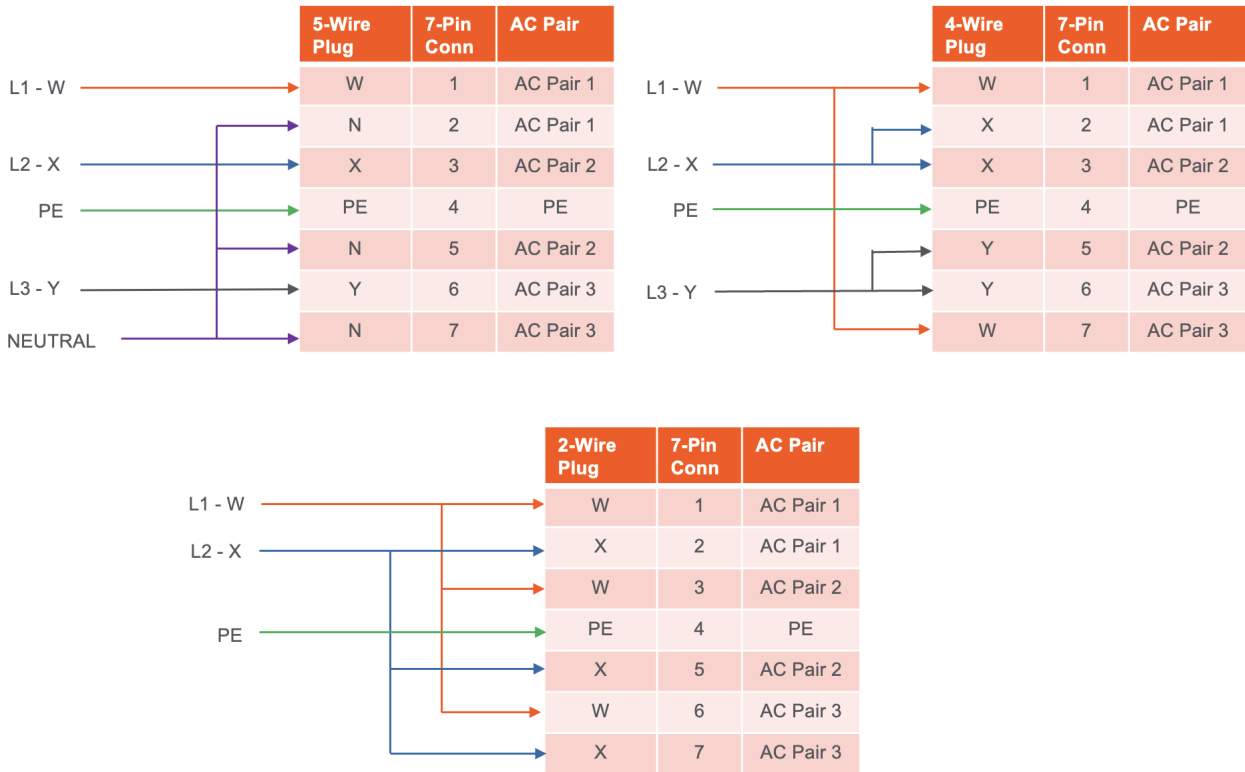 5-Wire Plug 7-Pin Conn AC Pair
L1 - W W 1 AC Pair 1
N 2 AC Pair 1
L2 - X X 3 AC Pair 2
PE PE 4 PE
N 5 AC Pair 2
L3 - Y Y 6 AC Pair 3
NEUTRAL N 7 AC Pair 3
4-Wire Plug 7-Pin Conn AC Pair
L1 - W W 1 AC Pair 1
X 2 AC Pair 1
L2 - X X 3 AC Pair 2
PE PE 4 PE
Y 5 AC Pair 2
L3 - Y Y 6 AC Pair 3
W 7 AC Pair 3
2-Wire Plug 7-Pin Conn AC Pair
L1 - W W 1 AC Pair 1
L2 - X X 2 AC Pair 1
W 3 AC Pair 2
PE PE 4 PE
X 5 AC Pair 2
W 6 AC Pair 3
X 7 AC Pair 3